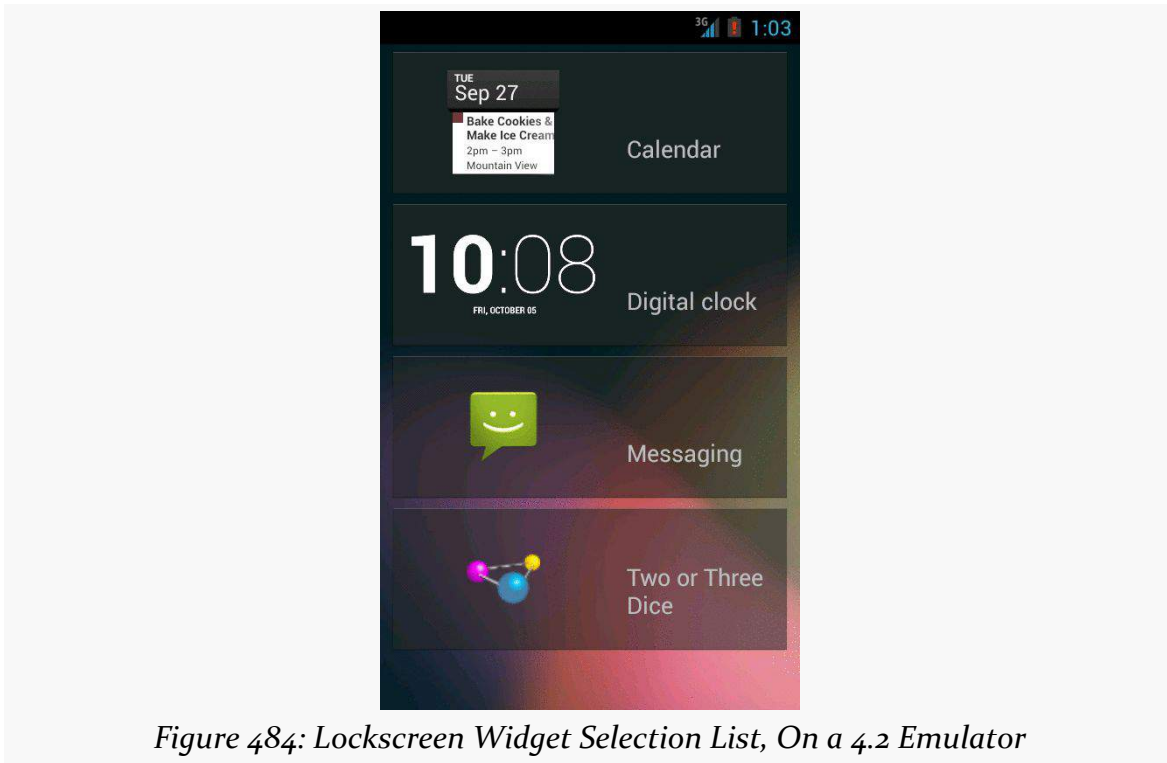 3G 1:03
TUE
Sep 27
Bake Cookies &
Make Ice Cream
2pm – 3pm
Mountain View
Calendar
10:08
FRI, OCTOBER 05
Digital clock
Messaging
Two or Three
Dice
Figure 484: Lockscreen Widget Selection List, On a 4.2 Emulator